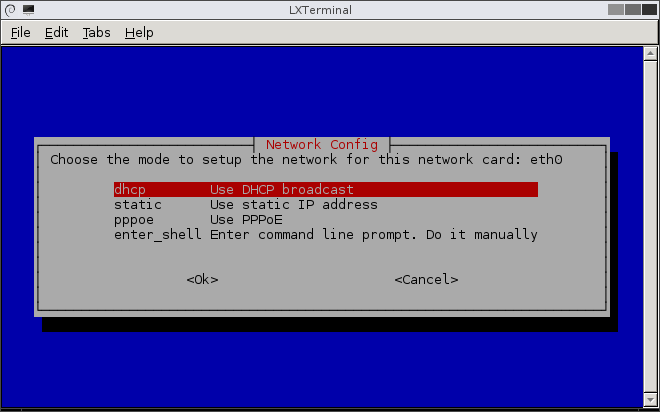 LXTerminal
File Edit Tabs Help
Network Config
Choose the mode to setup the network for this network card: eth0
dhcp Use DHCP broadcast
static Use static IP address
pppoe Use PPPoE
enter_shell Enter command line prompt. Do it manually
<Ok> <Cancel>